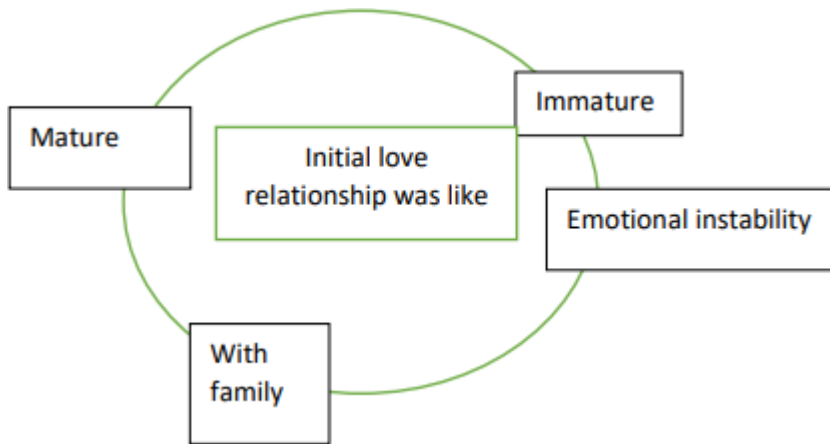 Immature
Mature
Initial love
relationship was like
Emotional instability
With
family